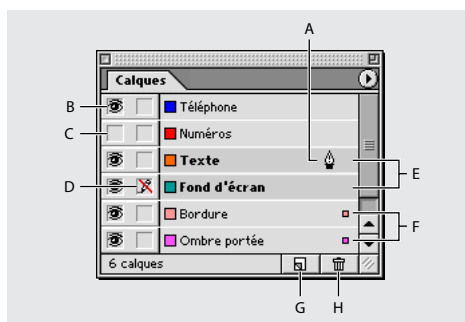 A
Calques
B Téléphone
C Numéros
Texte
E
D Fond d'écran
Bordure
F
Ombre portée
6 calques
G H